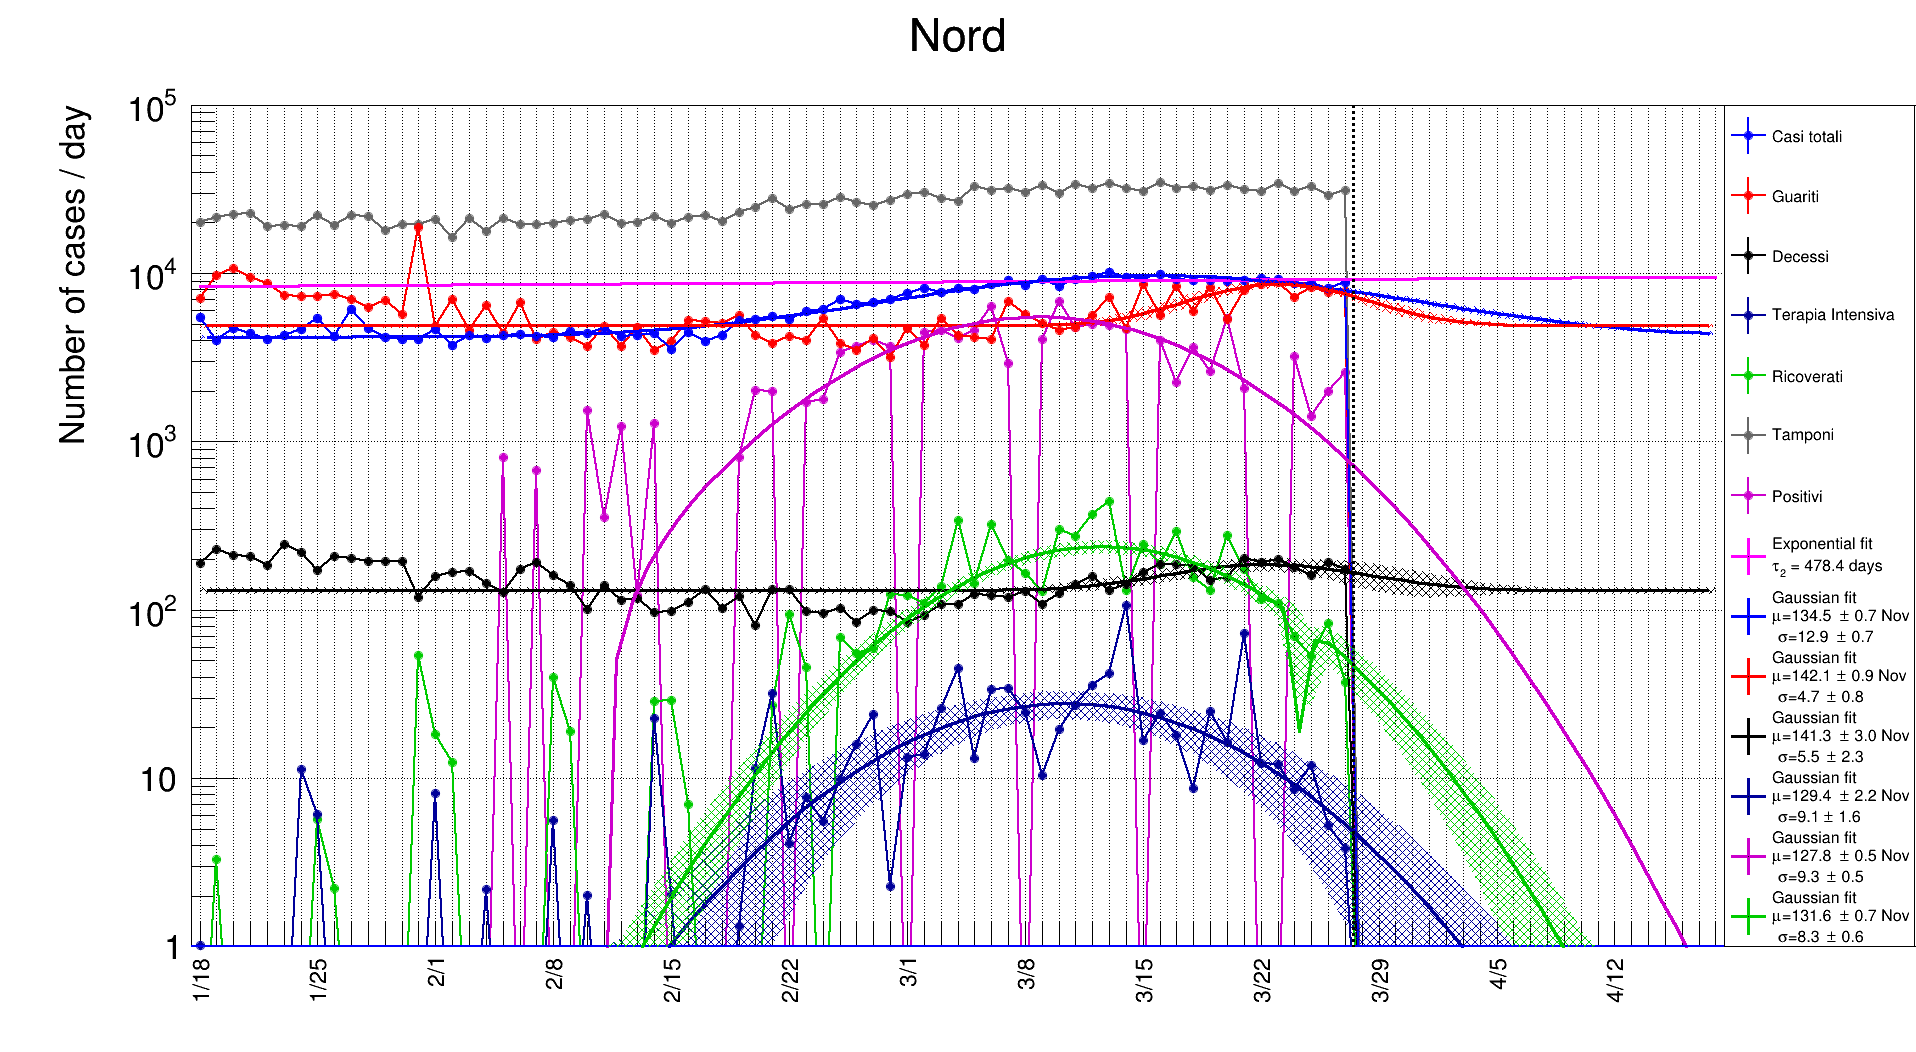 Nord
Number of cases / day
10^5
10^4
10^3
10^2
10
1
1/18
1/25
2/1
2/8
2/15
2/22
3/1
3/8
3/15
3/22
3/29
4/5
4/12
Casi totali
Guariti
Decessi
Terapia Intensiva
Ricoverati
Tamponi
Positivi
Exponential fit
τ₂ = 478.4 days
Gaussian fit
μ=134.5 ± 0.7 Nov
σ=12.9 ± 0.7
Gaussian fit
μ=142.1 ± 0.9 Nov
σ=4.7 ± 0.8
Gaussian fit
μ=141.3 ± 3.0 Nov
σ=5.5 ± 2.3
Gaussian fit
μ=129.4 ± 2.2 Nov
σ=9.1 ± 1.6
Gaussian fit
μ=127.8 ± 0.5 Nov
σ=9.3 ± 0.5
Gaussian fit
μ=131.6 ± 0.7 Nov
σ=8.3 ± 0.6